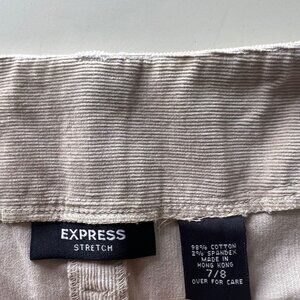 EXPRESS
STRETCH
98% COTTON
2% SPANDEX
MADE IN
HONG KONG
7/8
OVER FOR CARE